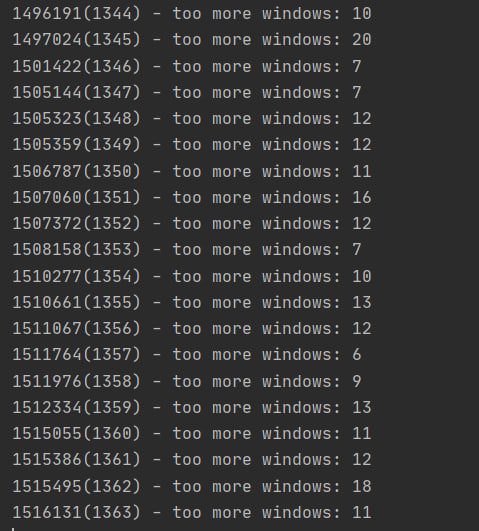 1496191(1344) - too more windows: 10
1497024(1345) - too more windows: 20
1501422(1346) - too more windows: 7
1505144(1347) - too more windows: 7
1505323(1348) - too more windows: 12
1505359(1349) - too more windows: 12
1506787(1350) - too more windows: 11
1507060(1351) - too more windows: 16
1507372(1352) - too more windows: 12
1508158(1353) - too more windows: 7
1510277(1354) - too more windows: 10
1510661(1355) - too more windows: 13
1511067(1356) - too more windows: 12
1511764(1357) - too more windows: 6
1511976(1358) - too more windows: 9
1512334(1359) - too more windows: 13
1515055(1360) - too more windows: 11
1515386(1361) - too more windows: 12
1515495(1362) - too more windows: 18
1516131(1363) - too more windows: 11